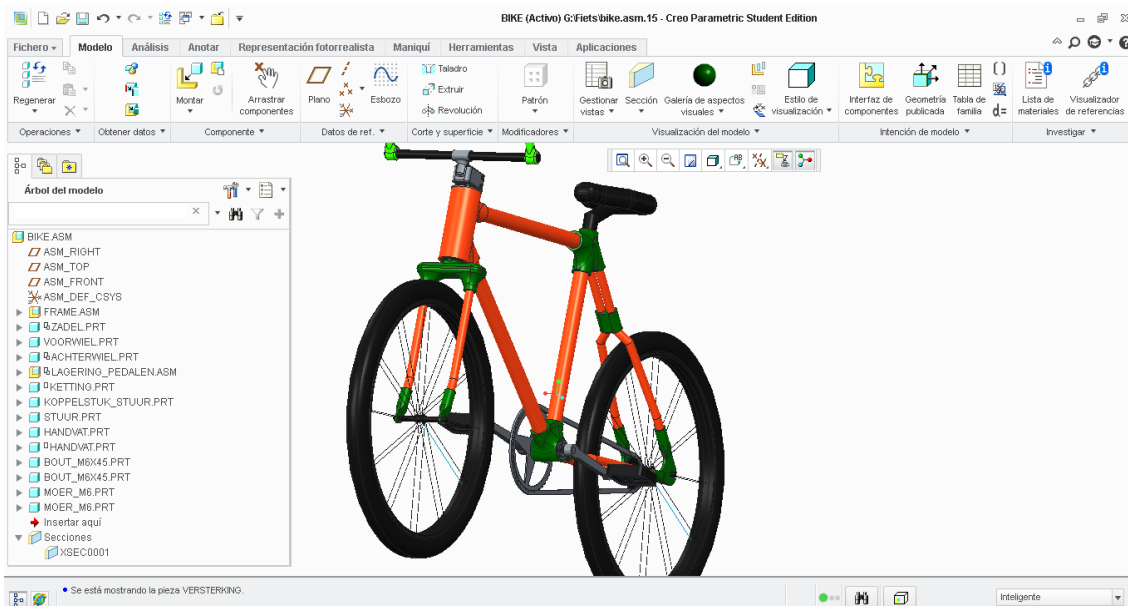 BIKE (Activo) G:\Fiets\bike.asm.15 - Creo Parametric Student Edition
Fichero Modelo Análisis Anotar Representación fotorrealista Maniquí Herramientas Vista Aplicaciones
Regenerar
Montar
Arrastrar componentes
Plano
Esbozo
Taladro
Extruir
Revolución
Patrón
Gestionar vistas
Sección
Galería de aspectos visuales
Estilo de visualización
Interfaz de componentes
Geometría publicada
Tabla de familia
d=
Lista de materiales
Visualizador de referencias
Operaciones Obtener datos Componente Datos de ref. Corte y superficie Modificadores Visualización del modelo Intención de modelo Investigar
Árbol del modelo
BIKE.ASM
ASM_RIGHT
ASM_TOP
ASM_FRONT
ASM_DEF_CSYS
FRAME.ASM
ZADEL.PRT
VOORWIEL.PRT
ACHTERWIEL.PRT
LAGERING_PEDALEN.ASM
KETTING.PRT
KOPPELSTUK_STUUR.PRT
STUUR.PRT
HANDVAT.PRT
HANDVAT.PRT
BOUT_M6X45.PRT
BOUT_M6X45.PRT
MOER_M6.PRT
MOER_M6.PRT
Insertar aquí
Secciones
XSEC0001
Se está mostrando la pieza VERSTERKING.
Inteligente